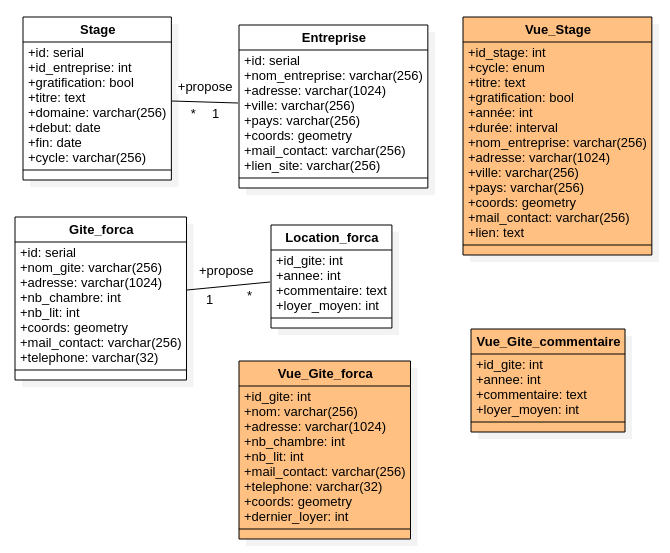 Stage
+id: serial
+id_entreprise: int
+gratification: bool
+titre: text
+domaine: varchar(256)
+debut: date
+fin: date
+cycle: varchar(256)
+propose
* 1
Entreprise
+id: serial
+nom_entreprise: varchar(256)
+adresse: varchar(1024)
+ville: varchar(256)
+pays: varchar(256)
+coords: geometry
+mail_contact: varchar(256)
+lien_site: varchar(256)
Vue_Stage
+id_stage: int
+cycle: enum
+titre: text
+gratification: bool
+année: int
+durée: interval
+nom_entreprise: varchar(256)
+adresse: varchar(1024)
+ville: varchar(256)
+pays: varchar(256)
+coords: geometry
+mail_contact: varchar(256)
+lien: text
Gite_forca
+id: serial
+nom_gite: varchar(256)
+adresse: varchar(1024)
+nb_chambre: int
+nb_lit: int
+coords: geometry
+mail_contact: varchar(256)
+telephone: varchar(32)
+propose
1 *
Location_forca
+id_gite: int
+annee: int
+commentaire: text
+loyer_moyen: int
Vue_Gite_commentaire
+id_gite: int
+annee: int
+commentaire: text
+loyer_moyen: int
Vue_Gite_forca
+id_gite: int
+nom: varchar(256)
+adresse: varchar(1024)
+nb_chambre: int
+nb_lit: int
+mail_contact: varchar(256)
+telephone: varchar(32)
+coords: geometry
+dernier_loyer: int